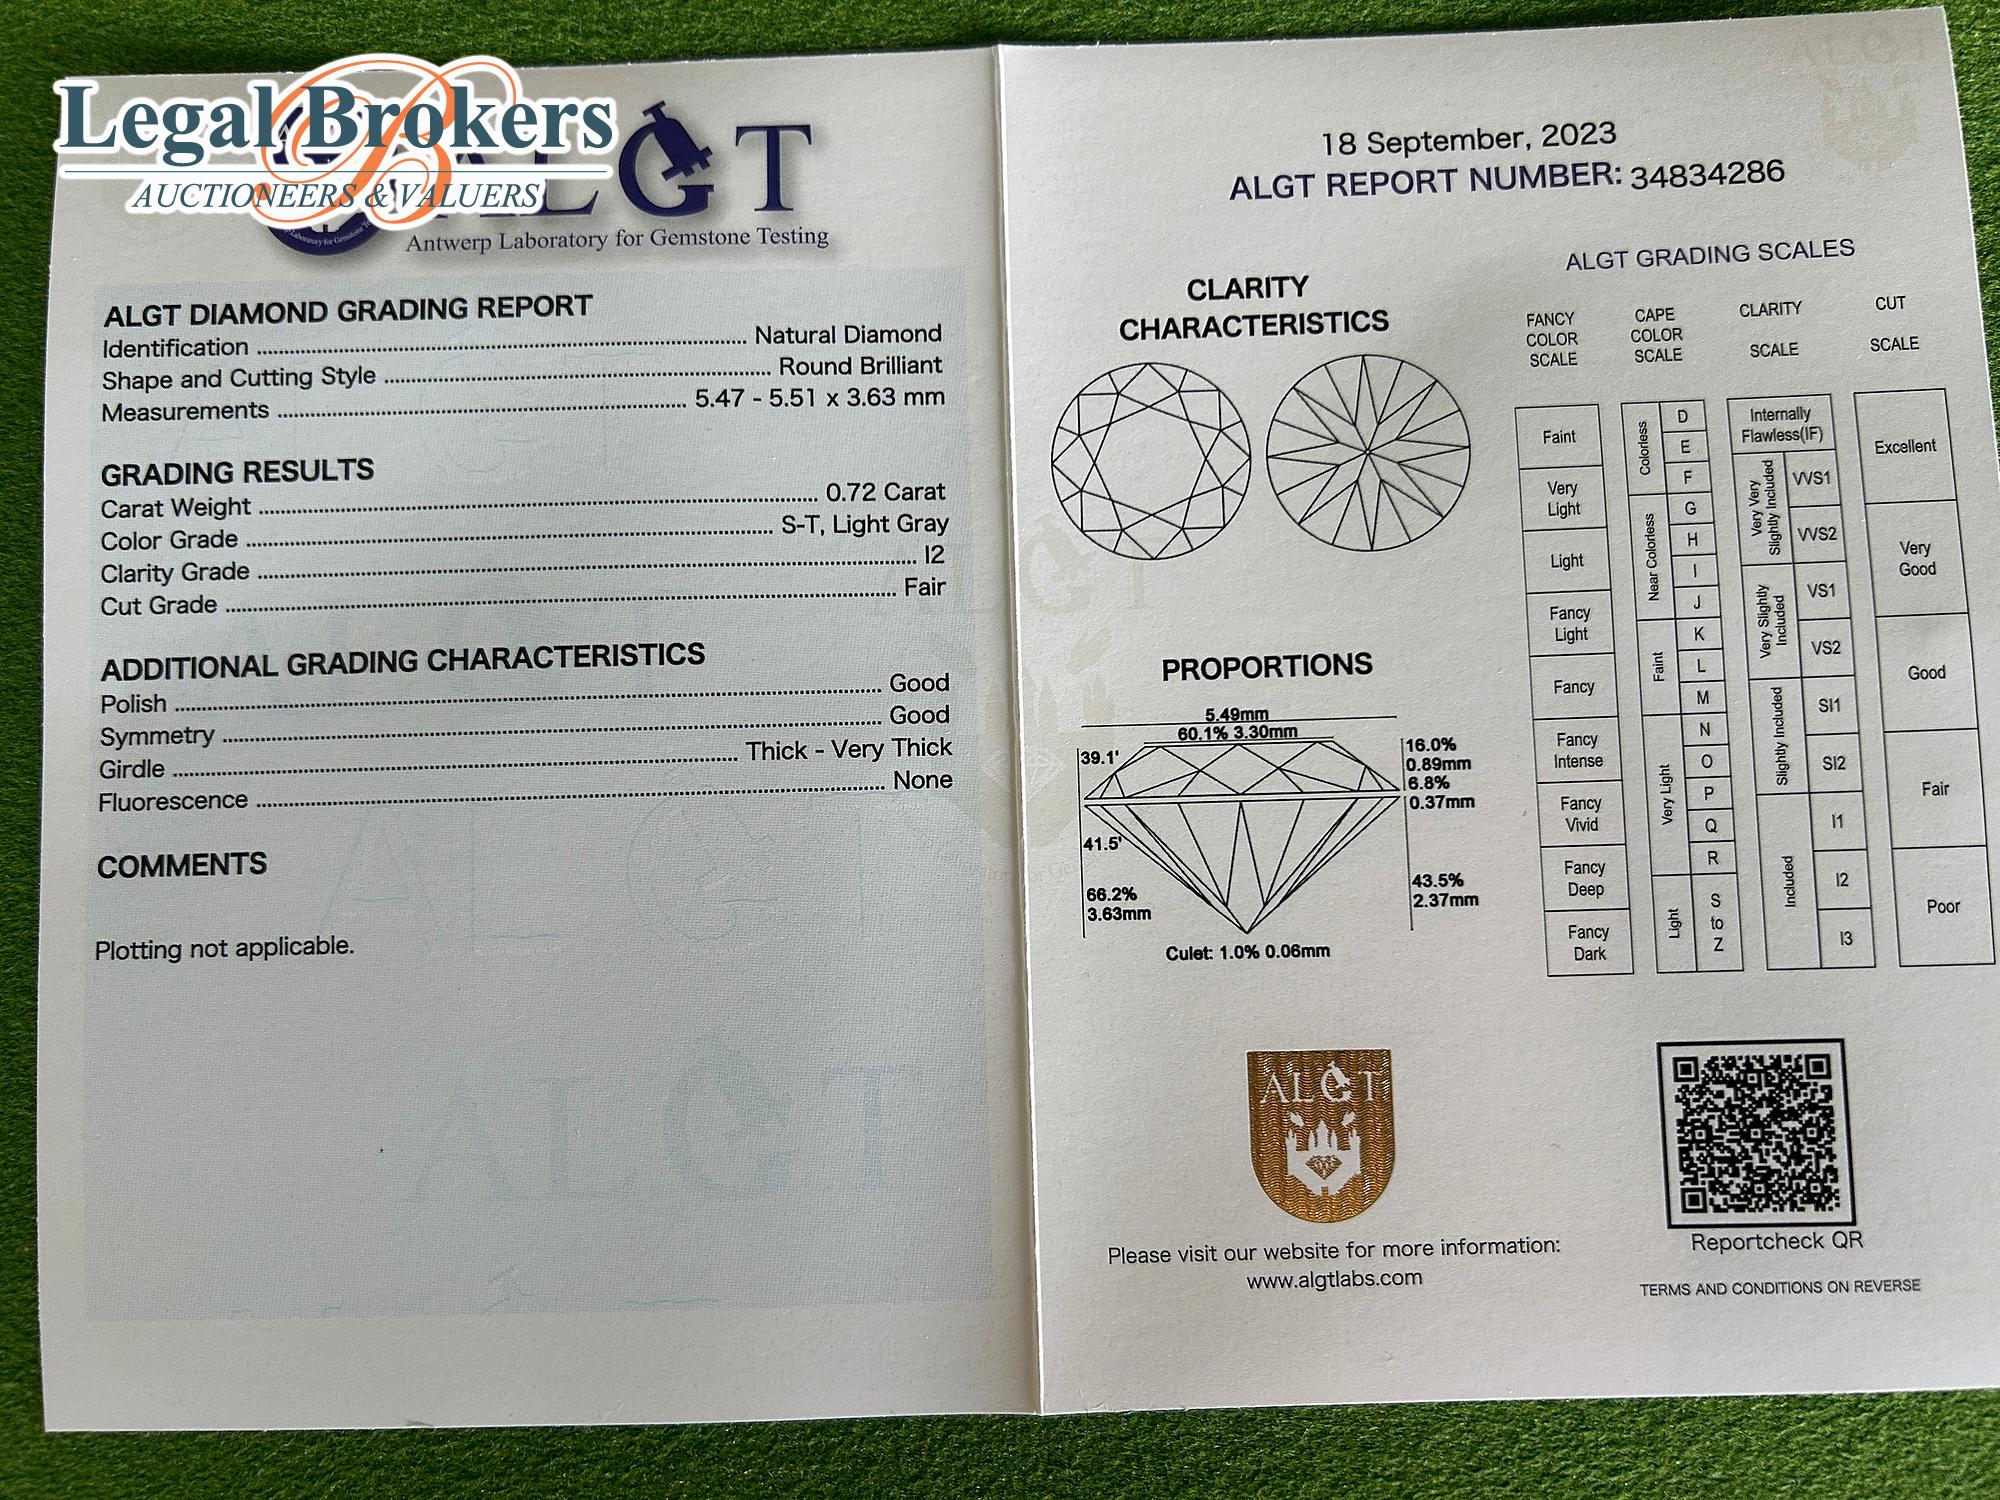 Legal Brokers
AUCTIONEERS & VALUERS
ALGT
Antwerp Laboratory for Gemstone Testing
ALGT DIAMOND GRADING REPORT
Identification ........ Natural Diamond
Shape and Cutting Style ........ Round Brilliant
Measurements ........ 5.47 - 5.51 x 3.63 mm
GRADING RESULTS
Carat Weight ........ 0.72 Carat
Color Grade ........ S-T, Light Gray
Clarity Grade ........ I2
Cut Grade ........ Fair
ADDITIONAL GRADING CHARACTERISTICS
Polish ........ Good
Symmetry ........ Good
Girdle ........ Thick - Very Thick
Fluorescence ........ None
COMMENTS
Plotting not applicable.
ALGT
18 September, 2023
ALGT REPORT NUMBER: 34834286
CLARITY
CHARACTERISTICS
PROPORTIONS
5.49mm
60.1% 3.30mm
39.1'
16.0%
0.89mm
6.8%
0.37mm
41.5'
66.2%
3.63mm
43.5%
2.37mm
Culet: 1.0% 0.06mm
ALGT GRADING SCALES
FANCY
COLOR
SCALE
Faint
Very
Light
Light
Fancy
Light
Fancy
Fancy
Intense
Fancy
Vivid
Fancy
Deep
Fancy
Dark
CAPE
COLOR
SCALE
Colorless
D
E
F
Near Colorless
G
H
I
J
Faint
K
L
M
Very Light
N
O
P
Q
R
Light
S
to
Z
CLARITY
SCALE
Internally
Flawless(IF)
Very Very
Slightly Included
VVS1
VVS2
Very Slightly
Included
VS1
VS2
Slightly Included
SI1
SI2
Included
I1
I2
I3
CUT
SCALE
Excellent
Very
Good
Good
Fair
Poor
ALGT
Please visit our website for more information:
www.algtlabs.com
Reportcheck QR
TERMS AND CONDITIONS ON REVERSE